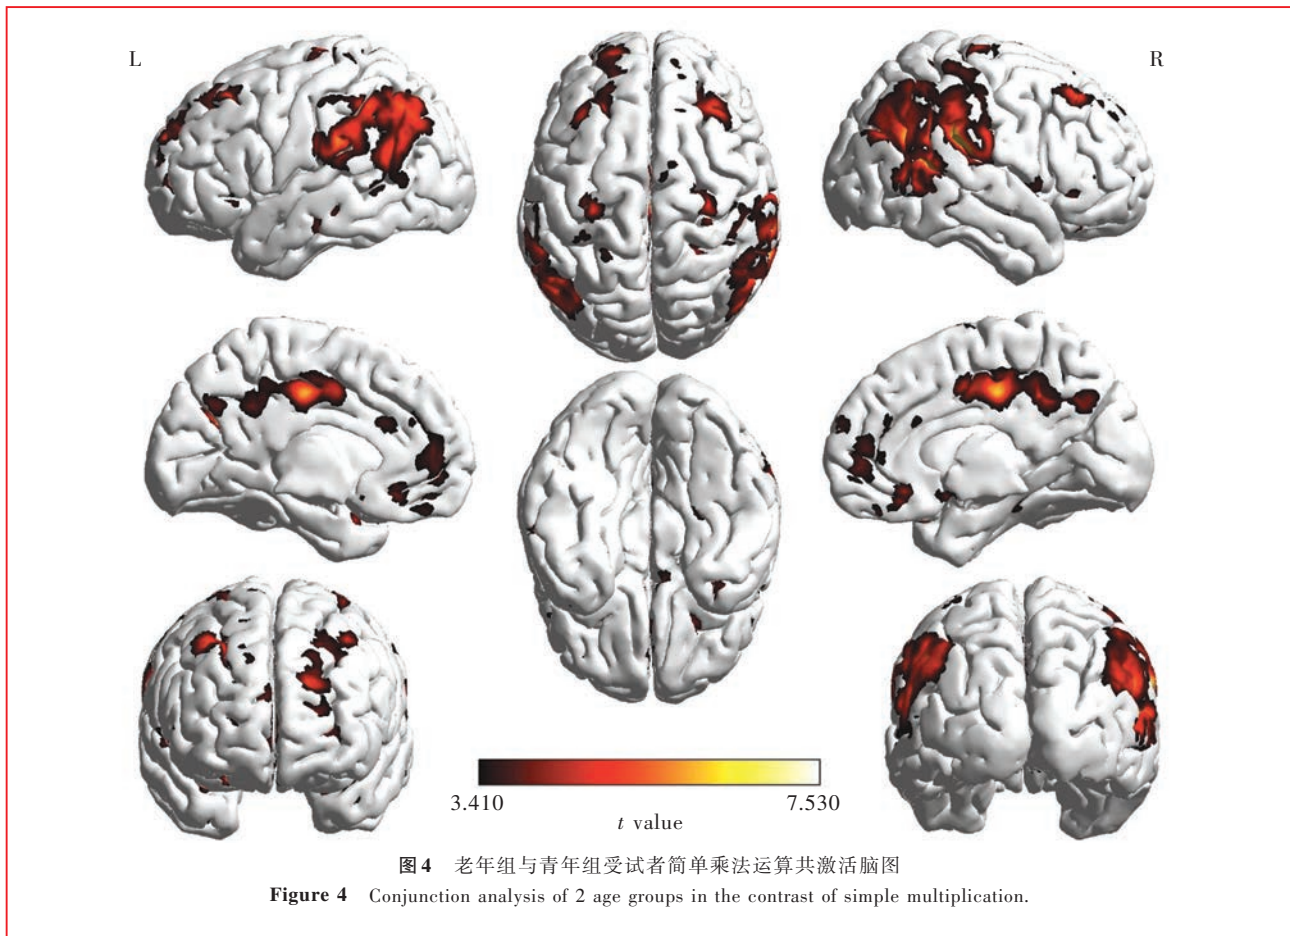 L
R
3.410
7.530
t value
图4 老年组与青年组受试者简单乘法运算共激活脑图
Figure 4 Conjunction analysis of 2 age groups in the contrast of simple multiplication.